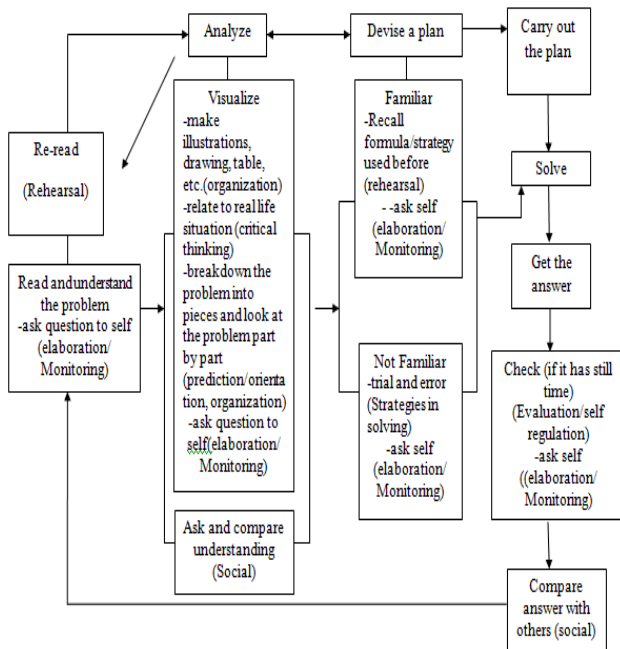 Analyze
Devise a plan
Carry out
the plan
Visualize
-make
illustrations,
drawing, table,
etc.(organization)
-relate to real life
situation (critical
thinking)
-breakdown the
problem into
pieces and look at
the problem part
by part
(prediction/orienta
tion, organization)
-ask question to
self(elaboration/
Monitoring)
Familiar
-Recall
formula/strategy
used before
(rehearsal)
- -ask self
(elaboration/
Monitoring)
Re-read
(Rehearsal)
Solve
Read and understand
the problem
-ask question to self
(elaboration/
Monitoring)
Get the
answer
Not Familiar
-trial and error
(Strategies in
solving)
-ask self
(elaboration/
Monitoring)
Check (if it has still
time)
(Evaluation/self
regulation)
-ask self
((elaboration/
Monitoring)
Ask and compare
understanding
(Social)
Compare
answer with
others (social)